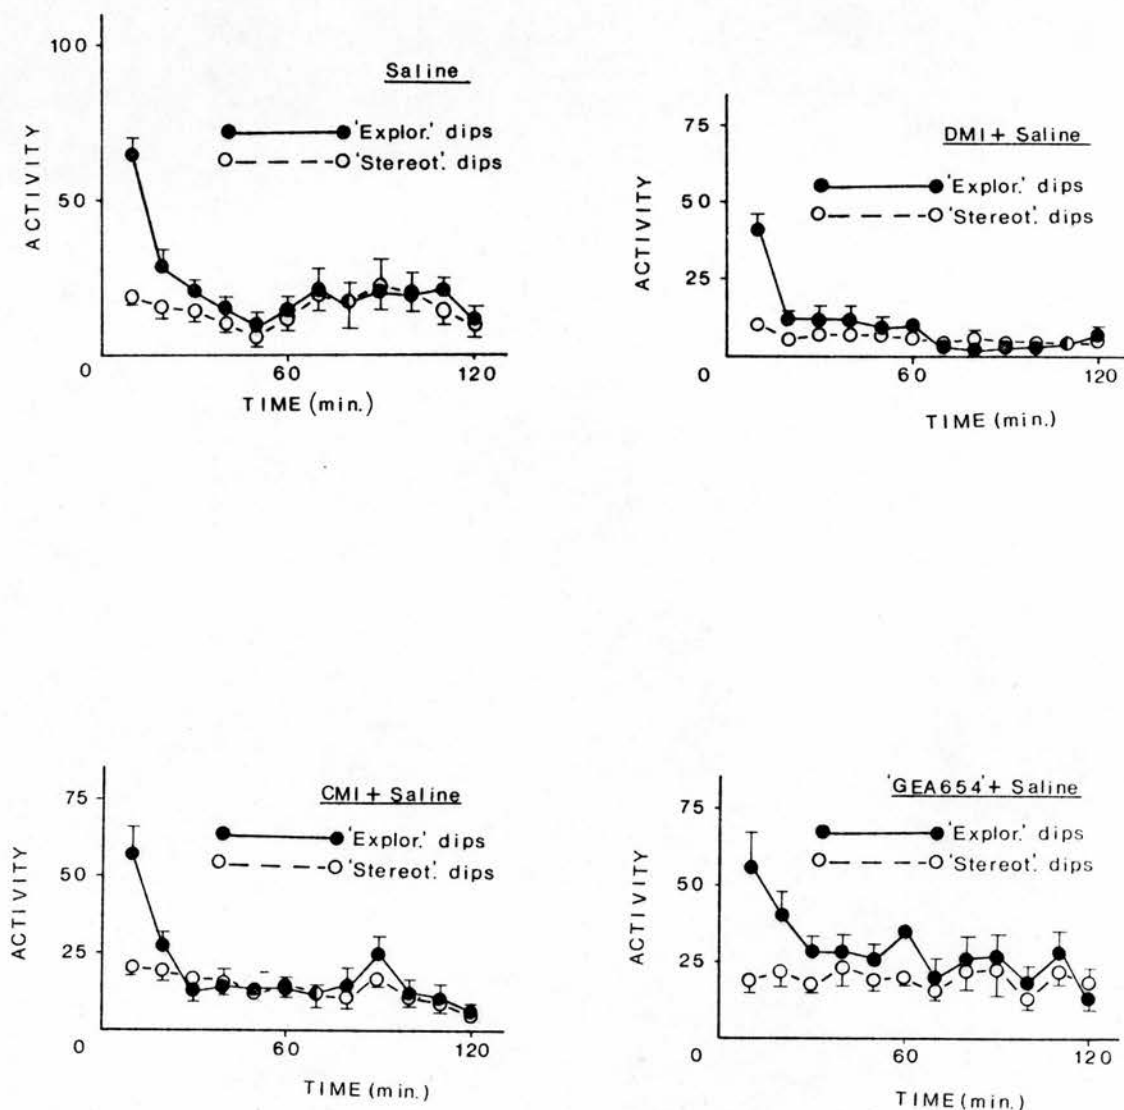 100
50
0
ACTIVITY
Saline
'Explor.' dips
'Stereot'. dips
60
120
TIME (min.)
75
50
25
0
ACTIVITY
DMI + Saline
'Explor.' dips
'Stereot'. dips
60
120
TIME (min.)
75
50
25
0
ACTIVITY
CMI + Saline
'Explor.' dips
'Stereot'. dips
60
120
TIME (min.)
75
50
25
0
ACTIVITY
'GEA654' + Saline
'Explor.' dips
'Stereot'. dips
60
120
TIME (min.)